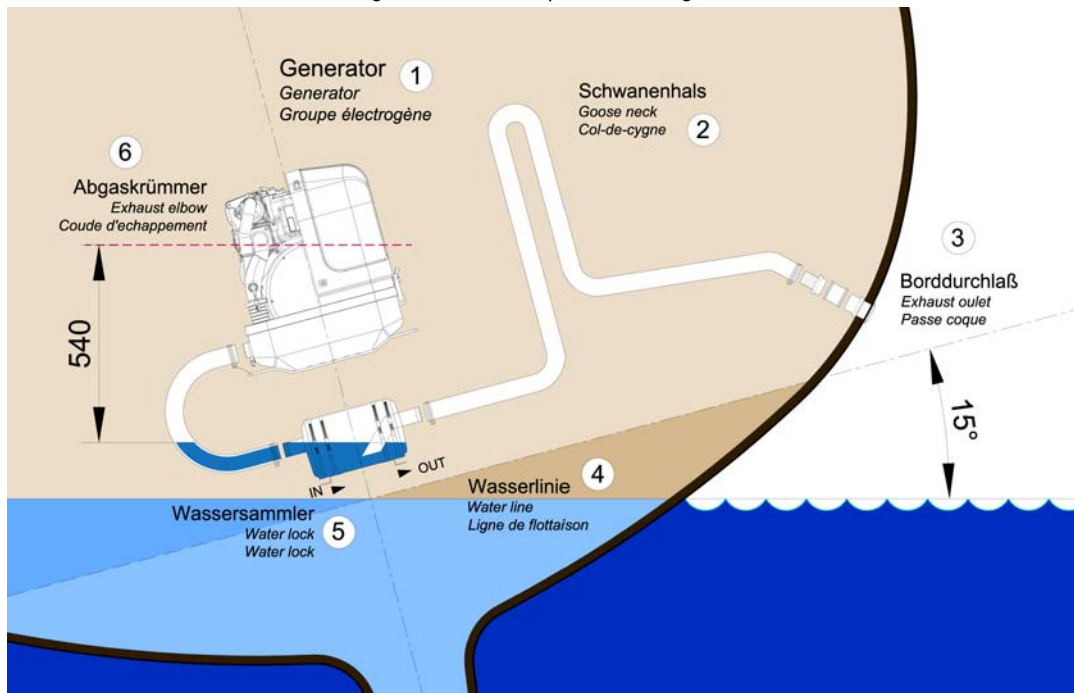 Generator
Generator
Groupe électrogène
1
Schwanenhals
Goose neck
Col-de-cygne
2
6
Abgaskrümmer
Exhaust elbow
Coude d'echappement
3
Borddurchlaß
Exhaust oulet
Passe coque
540
15°
IN
OUT
Wasserlinie
Water line
Ligne de flottaison
4
Wassersammler
Water lock
Water lock
5